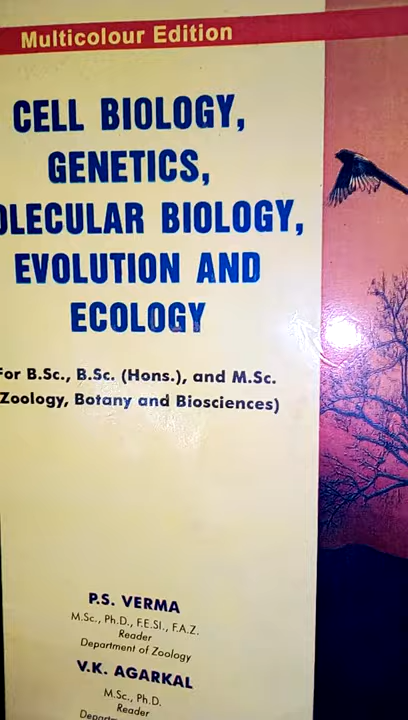 Multicolour Edition
CELL BIOLOGY,
GENETICS,
OLECULAR BIOLOGY,
EVOLUTION AND
ECOLOGY
For B.Sc., B.Sc. (Hons.), and M.Sc.
Zoology, Botany and Biosciences)
P.S. VERMA
M.Sc., Ph.D., F.E.SI., F.A.Z.
Reader
Department of Zoology
V.K. AGARKAL
M.Sc., Ph.D.
Reader